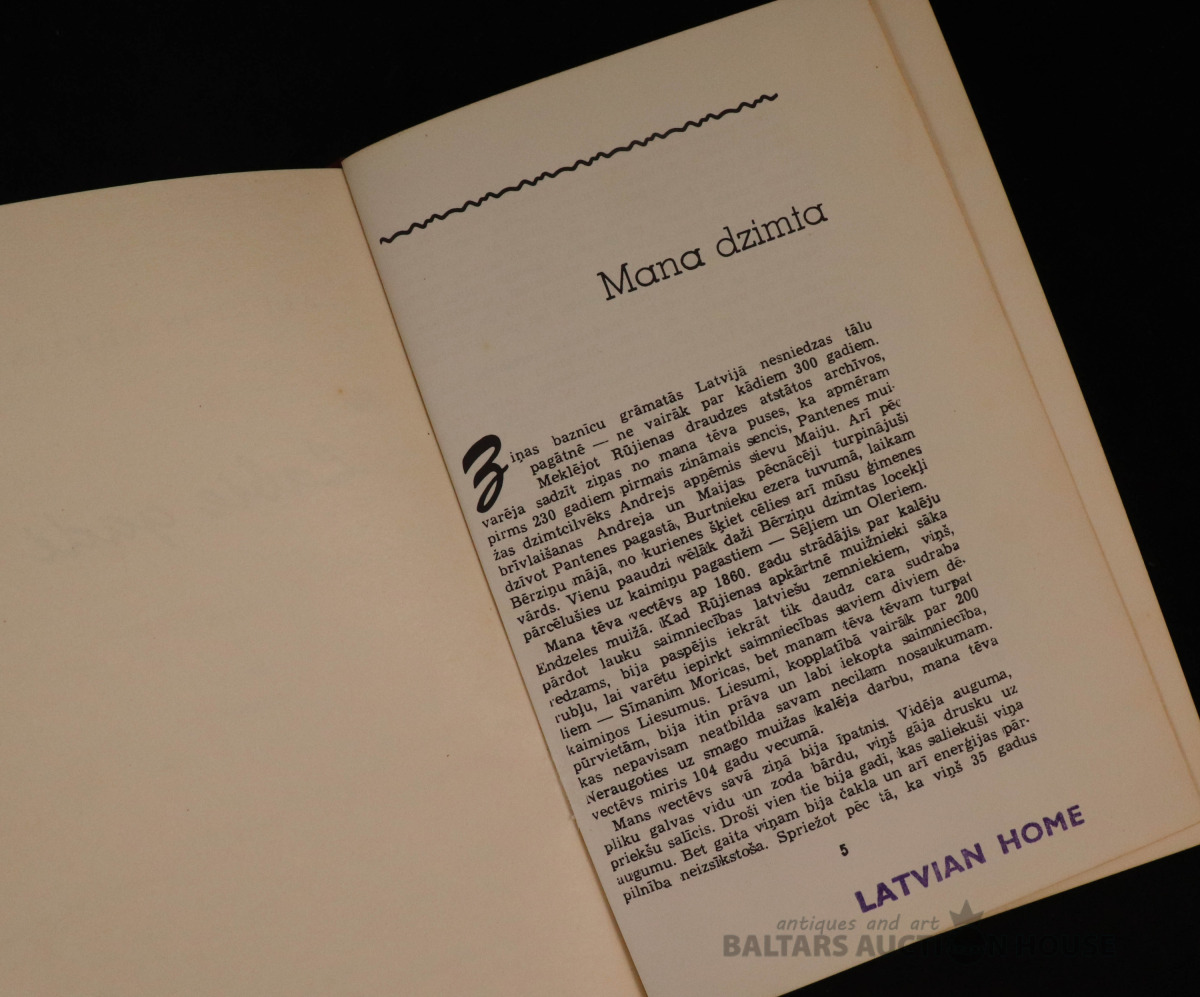 Mana dzimta
Ziņas baznīcu grāmatās Latvijā nesniedzas tālu
pagātnē — ne vairāk par kādiem 300 gadiem.
Meklējot Rūjienas draudzes atstātos archīvos,
varēja sadzīt ziņas no mana tēva puses, ka apmēram
pirms 230 gadiem pirmais zināmais sencis, Pantenes mui-
žas dzimtcilvēks Andrejs apņēmis sievu Maiju. Arī pēc
brīvlaišanas Andreja un Maijas pēcnācēji turpinājuši
dzīvot Pantenes pagastā, Burtnieku ezera tuvumā, laikam
Bērziņu mājā, no kurienes šķiet cēlies arī mūsu ģimenes
vārds. Vienu paaudzi vēlāk daži Bērziņu dzimtas locekļi
pārcēlušies uz kaimiņu pagastiem — Sēļiem un Oleriem.
Mana tēva vectēvs ap 1860. gadu strādājis par kalēju
Endzeles muižā. Kad Rūjienas apkārtnē muižnieki sāka
pārdot lauku saimniecības latviešu zemniekiem, viņš,
redzams, bija paspējis iekrāt tik daudz cara sudraba
rubļu, lai varētu iepirkt saimniecības saviem diviem dē-
liem — Sīmanim Moricas, bet manam tēva tēvam turpat
kaimiņos Liesumus. Liesumi, kopplatībā vairāk par 200
pūrvietām, bija itin prāva un labi iekopta saimniecība,
kas nepavisam neatbilda savam necilam nosaukumam.
Neraugoties uz smago muižas kalēja darbu, mana tēva
vectēvs miris 104 gadu vecumā.
Mans vectēvs savā ziņā bija īpatnis. Vidēja auguma,
pliku galvas vidu un zoda bārdu, viņš gāja drusku uz
priekšu salīcis. Droši vien tie bija gadi, kas saliekuši viņa
augumu. Bet gaita viņam bija čakla un arī enerģijas pār-
pilnība neizsīkstoša. Spriežot pēc tā, ka viņš 35 gadus
5
LATVIAN HOME
antiques and art
BALTARS AUCTION HOUSE